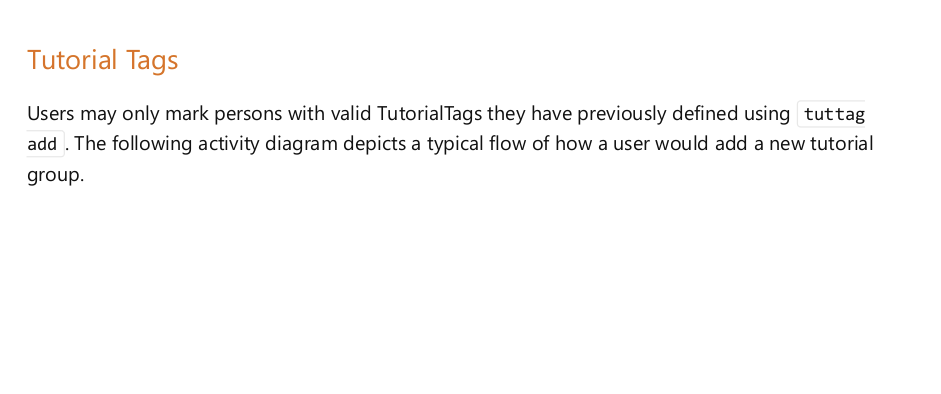 Tutorial Tags
Users may only mark persons with valid TutorialTags they have previously defined using tuttag
add . The following activity diagram depicts a typical flow of how a user would add a new tutorial
group.